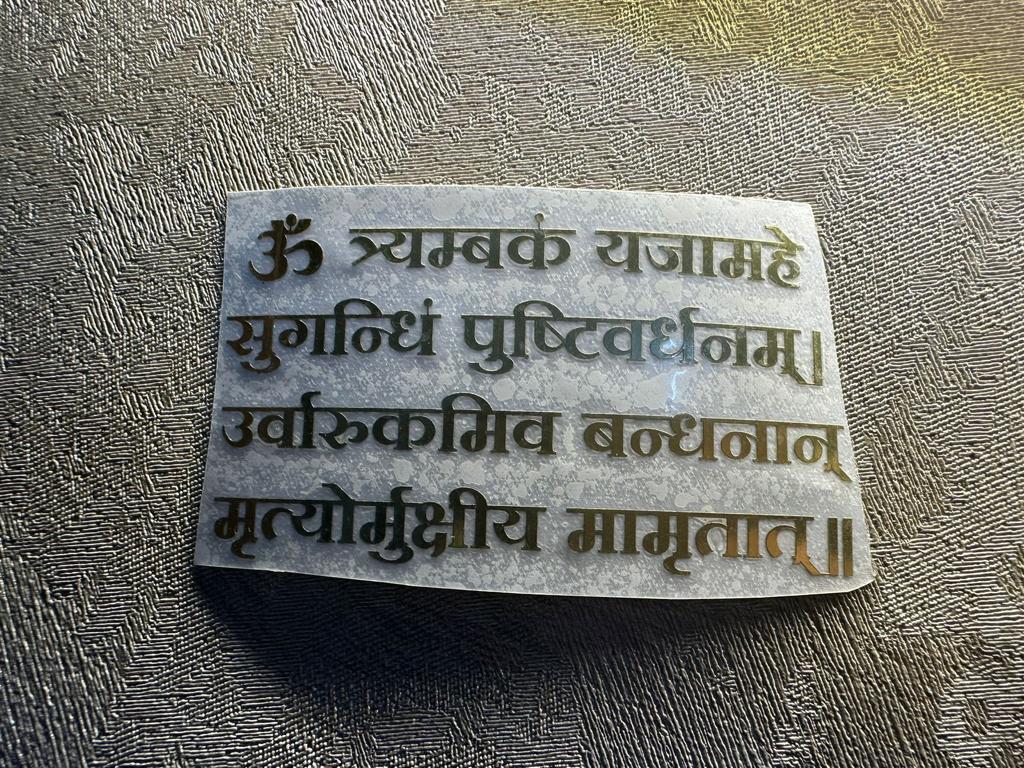 ॐ त्र्यम्बकं यजामहे
सुगन्धिं पुष्टिवर्धनम्।
उर्वारुकमिव बन्धनान्
मृत्योर्मुक्षीय मामृतात्॥